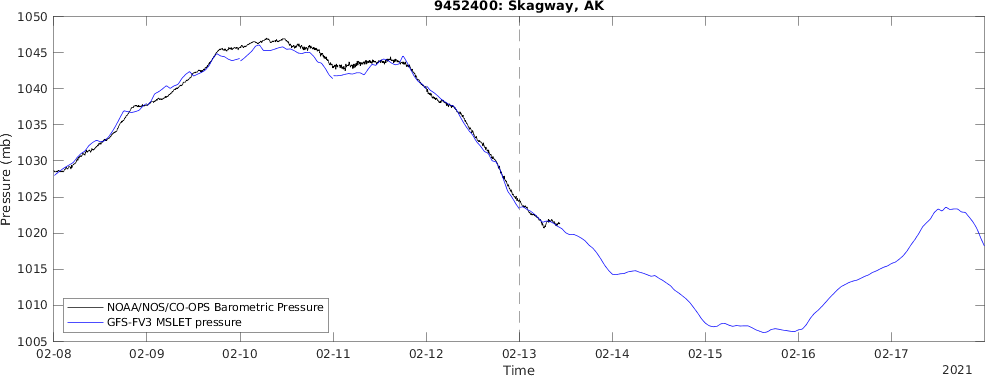 9452400: Skagway, AK
1050
1045
1040
1035
1030
1025
1020
1015
1010
1005
Pressure (mb)
NOAA/NOS/CO-OPS Barometric Pressure
GFS-FV3 MSLET pressure
02-08 02-09 02-10 02-11 02-12 02-13 02-14 02-15 02-16 02-17
Time
2021